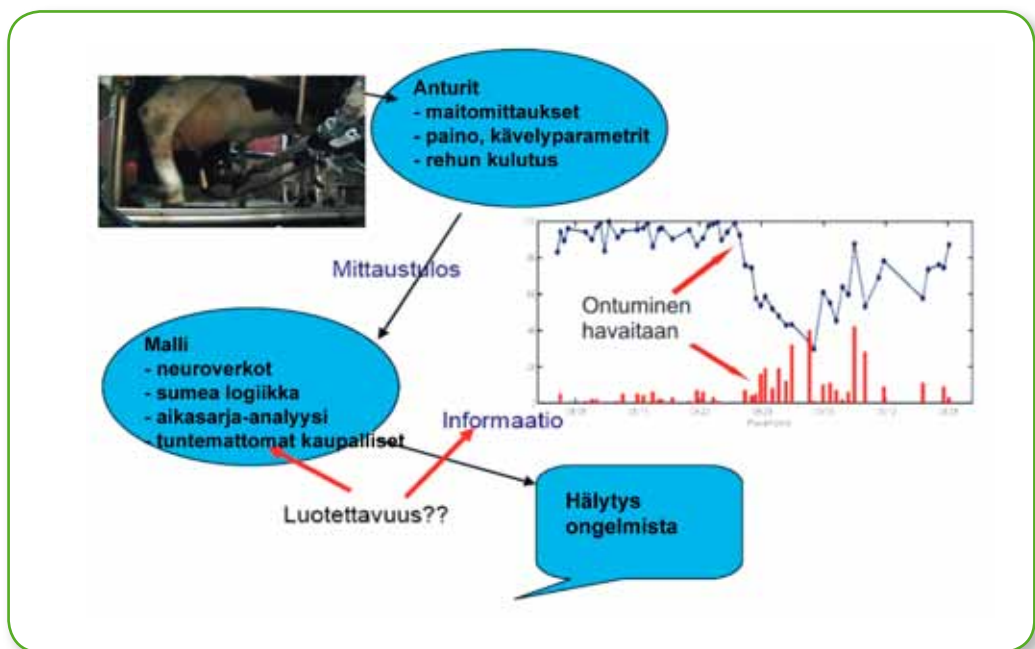 Anturit
- maitomittaukset
- paino, kävelyparametrit
- rehun kulutus
Mittaustulos
Ontuminen
havaitaan
Malli
- neuroverkot
- sumea logiikka
- aikasarja-analyysi
- tuntemattomat kaupalliset
Informaatio
Luotettavuus??
Hälytys
ongelmista